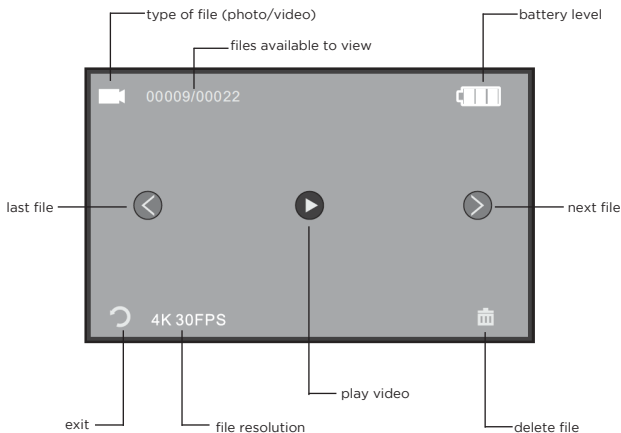 type of file (photo/video)
battery level
files available to view
00009/00022
last file
next file
4K 30FPS
play video
exit
file resolution
delete file